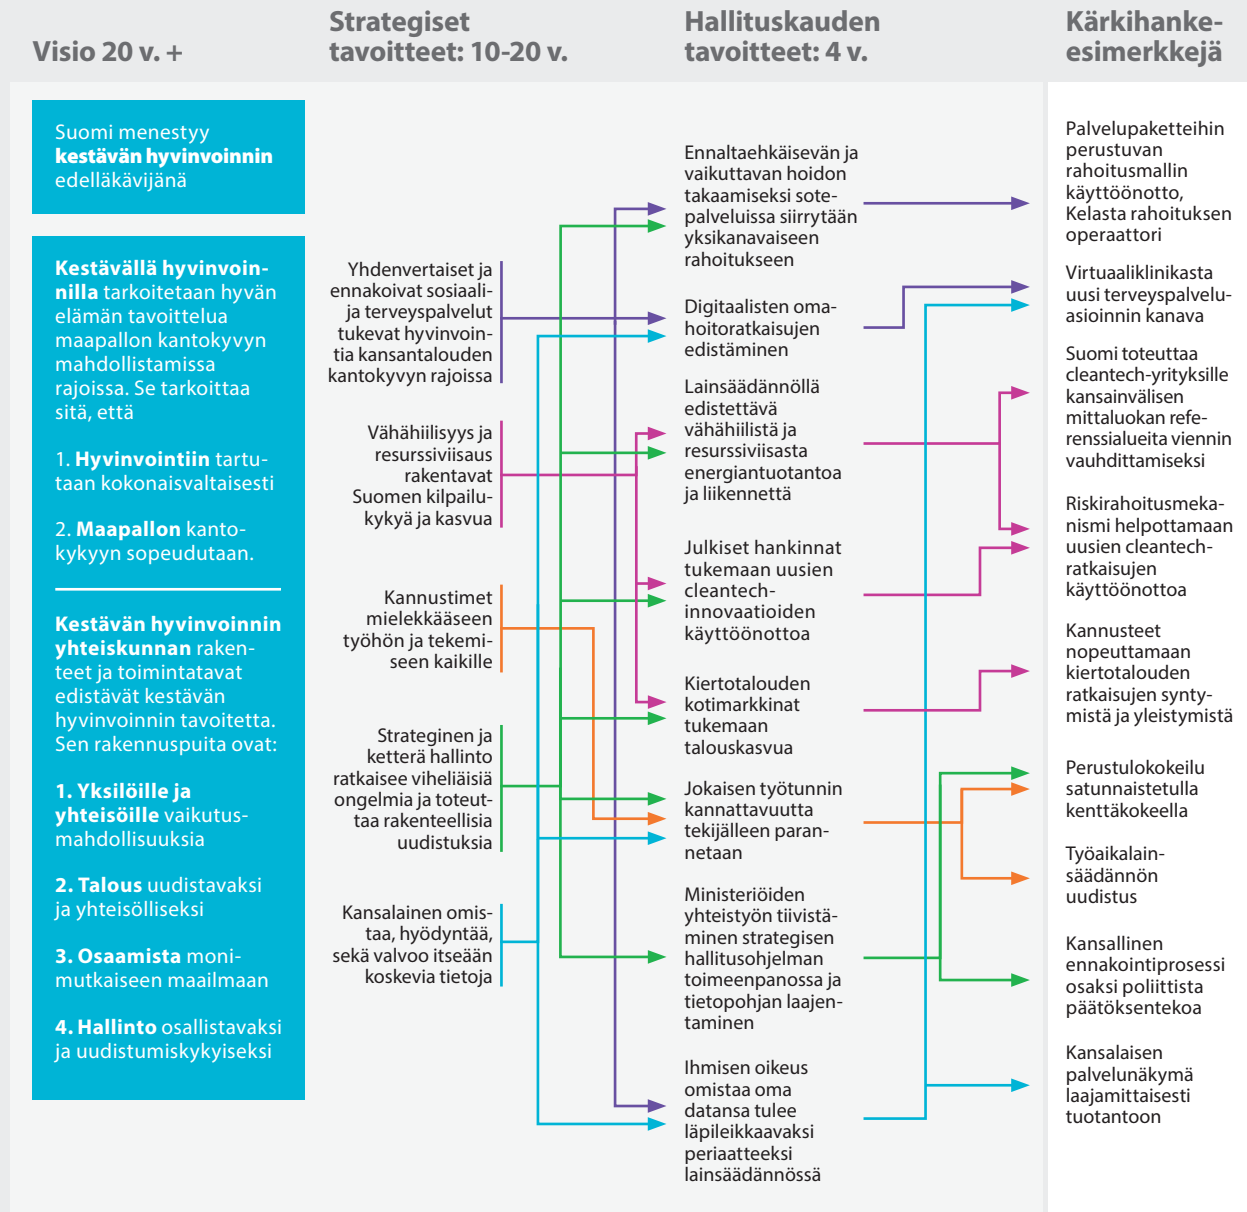 Visio 20 v. +
Strategiset
tavoitteet: 10-20 v.
Hallituskauden
tavoitteet: 4 v.
Kärkihanke-
esimerkkejä
Suomi menestyy
kestävän hyvinvoinnin
edelläkävijänä
Kestävällä hyvinvoin-
nilla tarkoitetaan hyvän
elämän tavoittelua
maapallon kantokyvyn
mahdollistamissa
rajoissa. Se tarkoittaa
sitä, että
1. Hyvinvointiin tartu-
taan kokonaisvaltaisesti
2. Maapallon kanto-
kykyyn sopeudutaan.
Kestävän hyvinvoinnin
yhteiskunnan raken-
teet ja toimintatavat
edistävät kestävän
hyvinvoinnin tavoitetta.
Sen rakennuspuita ovat:
1. Yksilöille ja
yhteisöille vaikutus-
mahdollisuuksia
2. Talous uudistavaksi
ja yhteisölliseksi
3. Osaamista moni-
mutkaiseen maailmaan
4. Hallinto osallistavaksi
ja uudistumiskykyiseksi
Yhdenvertaiset ja
ennakoivat sosiaali-
ja terveyspalvelut
tukevat hyvinvoin-
tia kansantalouden
kantokyvyn rajoissa
Vähähiilisyys ja
resurssiviisaus
rakentavat
Suomen kilpailu-
kykyä ja kasvua
Kannustimet
mielekkääseen
työhön ja tekemi-
seen kaikille
Strateginen ja
ketterä hallinto
ratkaisee viheliäisiä
ongelmia ja toteut-
taa rakenteellisia
uudistuksia
Kansalainen omis-
taa, hyödyntää,
sekä valvoo itseään
koskevia tietoja
Ennaltaehkäisevän ja
vaikuttavan hoidon
takaamiseksi sote-
palveluissa siirrytään
yksikanavaiseen
rahoitukseen
Digitaalisten oma-
hoitoratkaisujen
edistäminen
Lainsäädännöllä
edistettävä
vähähiilistä ja
resurssiviisasta
energiantuotantoa
ja liikennettä
Julkiset hankinnat
tukemaan uusien
cleantech-
innovaatioiden
käyttöönottoa
Kiertotalouden
kotimarkkinat
tukemaan
talouskasvua
Jokaisen työtunnin
kannattavuutta
tekijälleen paran-
netaan
Ministeriöiden
yhteistyön tiivistä-
minen strategisen
hallitusohjelman
toimeenpanossa ja
tietopohjan laajen-
taminen
Ihmisen oikeus
omistaa oma
datansa tulee
läpileikkaavaksi
periaatteeksi
lainsäädännössä
Palvelupaketteihin
perustuvan
rahoitusmallin
käyttöönotto,
Kelasta rahoituksen
operaattori
Virtuaaliklinikasta
uusi terveyspalvelu-
asioinnin kanava
Suomi toteuttaa
cleantech-yrityksille
kansainvälisen
mittaluokan refe-
renssialueita viennin
vauhdittamiseksi
Riskirahoitusmeka-
nismi helpottamaan
uusien cleantech-
ratkaisujen
käyttöönottoa
Kannusteet
nopeuttamaan
kiertotalouden
ratkaisujen synty-
mistä ja yleistymistä
Perustulokokeilu
satunnaistetulla
kenttäkokeella
Työaikalain-
säädännön
uudistus
Kansallinen
ennakointiprosessi
osaksi poliittista
päätöksentekoa
Kansalaisen
palvelunäkymä
laajamittaisesti
tuotantoon